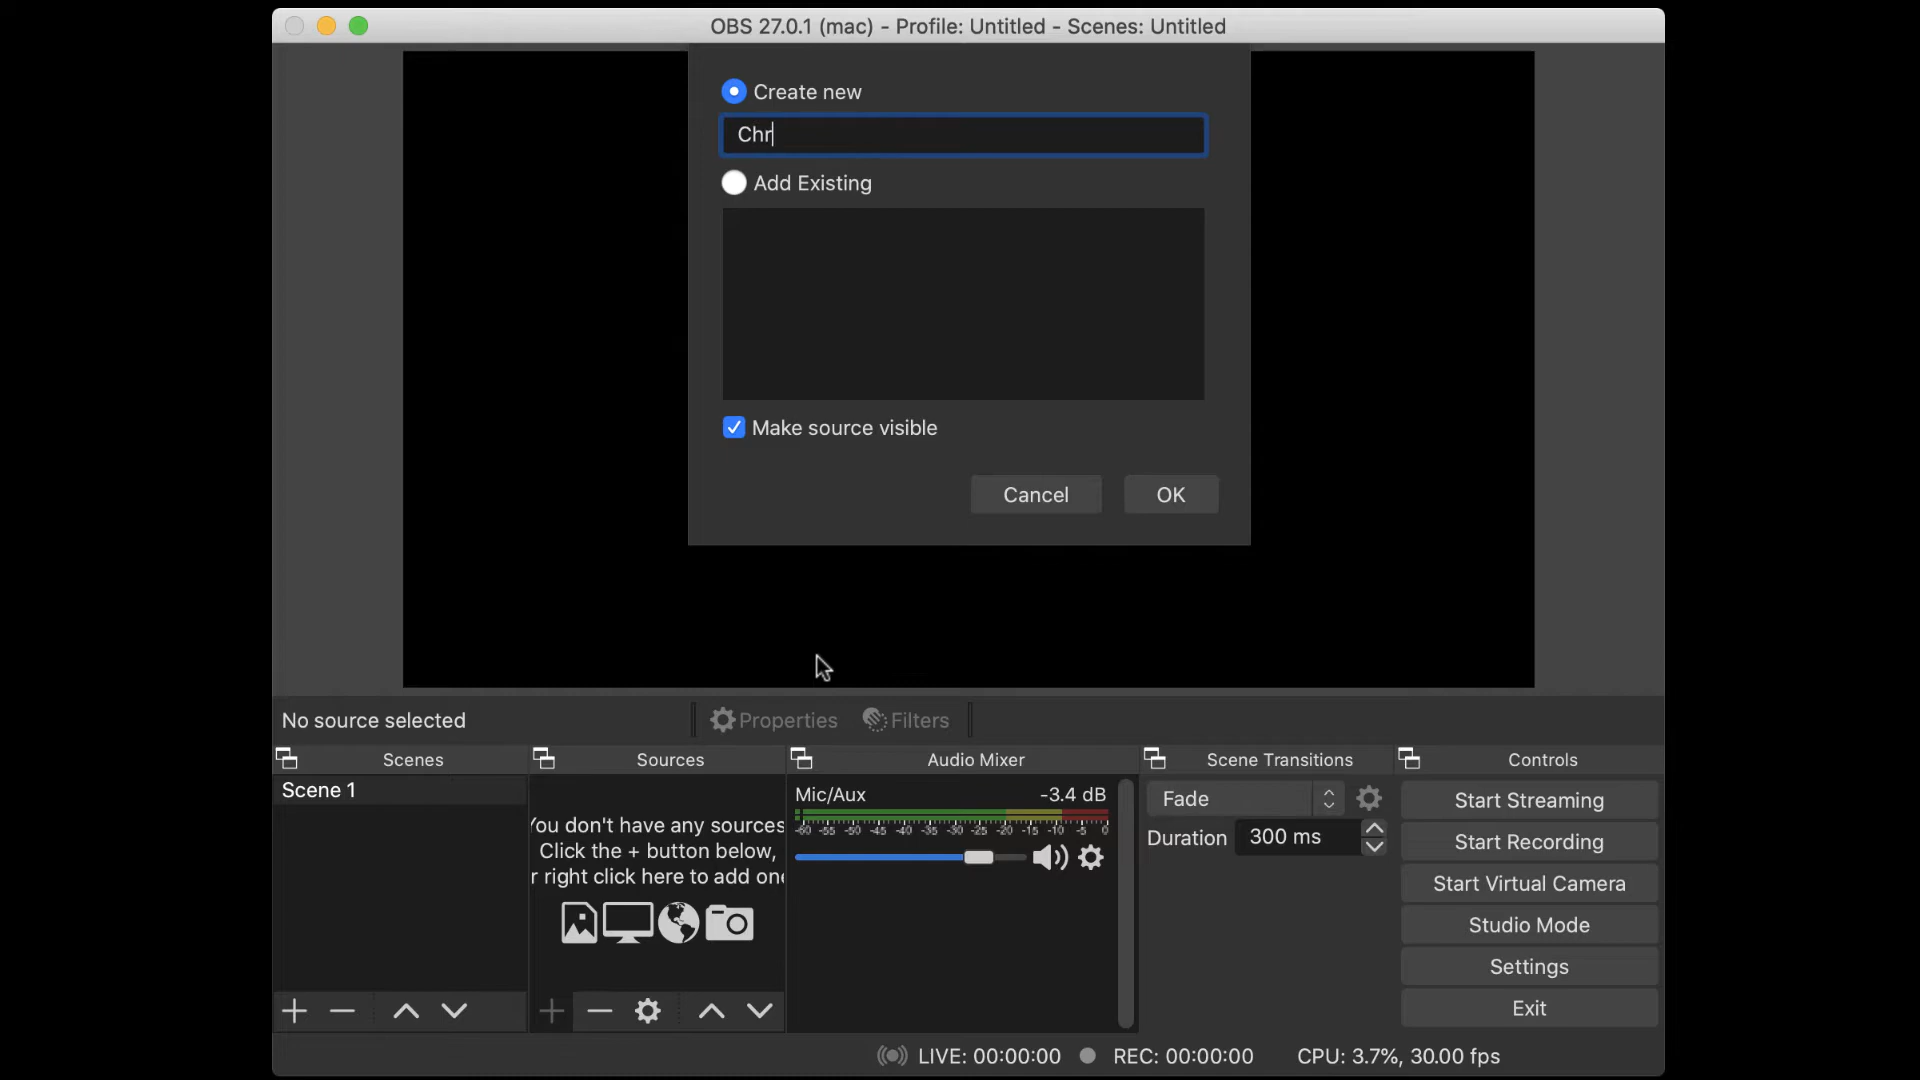 OBS 27.0.1 (mac) - Profile: Untitled - Scenes: Untitled
Create new
Chr
Add Existing
Make source visible
Cancel
OK
No source selected
Properties
Filters
Scenes
Sources
Audio Mixer
Scene Transitions
Controls
Scene 1
You don't have any sources
Click the + button below,
r right click here to add one
Mic/Aux
-3.4 dB
-60 -55 -50 -45 -40 -35 -30 -25 -20 -15 -10 -5 0
Fade
Duration
300 ms
Start Streaming
Start Recording
Start Virtual Camera
Studio Mode
Settings
Exit
LIVE: 00:00:00
REC: 00:00:00
CPU: 3.7%, 30.00 fps